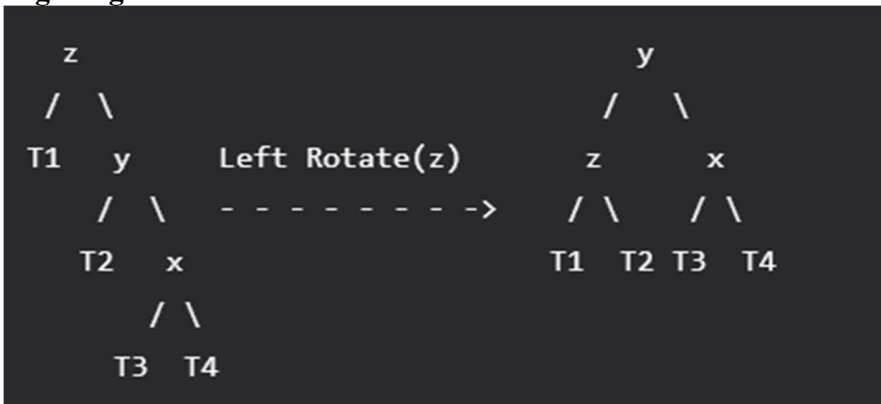 z                                y
/  \                           /   \
T1   y     Left Rotate(z)      z      x
/  \   - - - - - - - ->    / \    / \
T2   x                     T1  T2 T3  T4
/ \
T3  T4